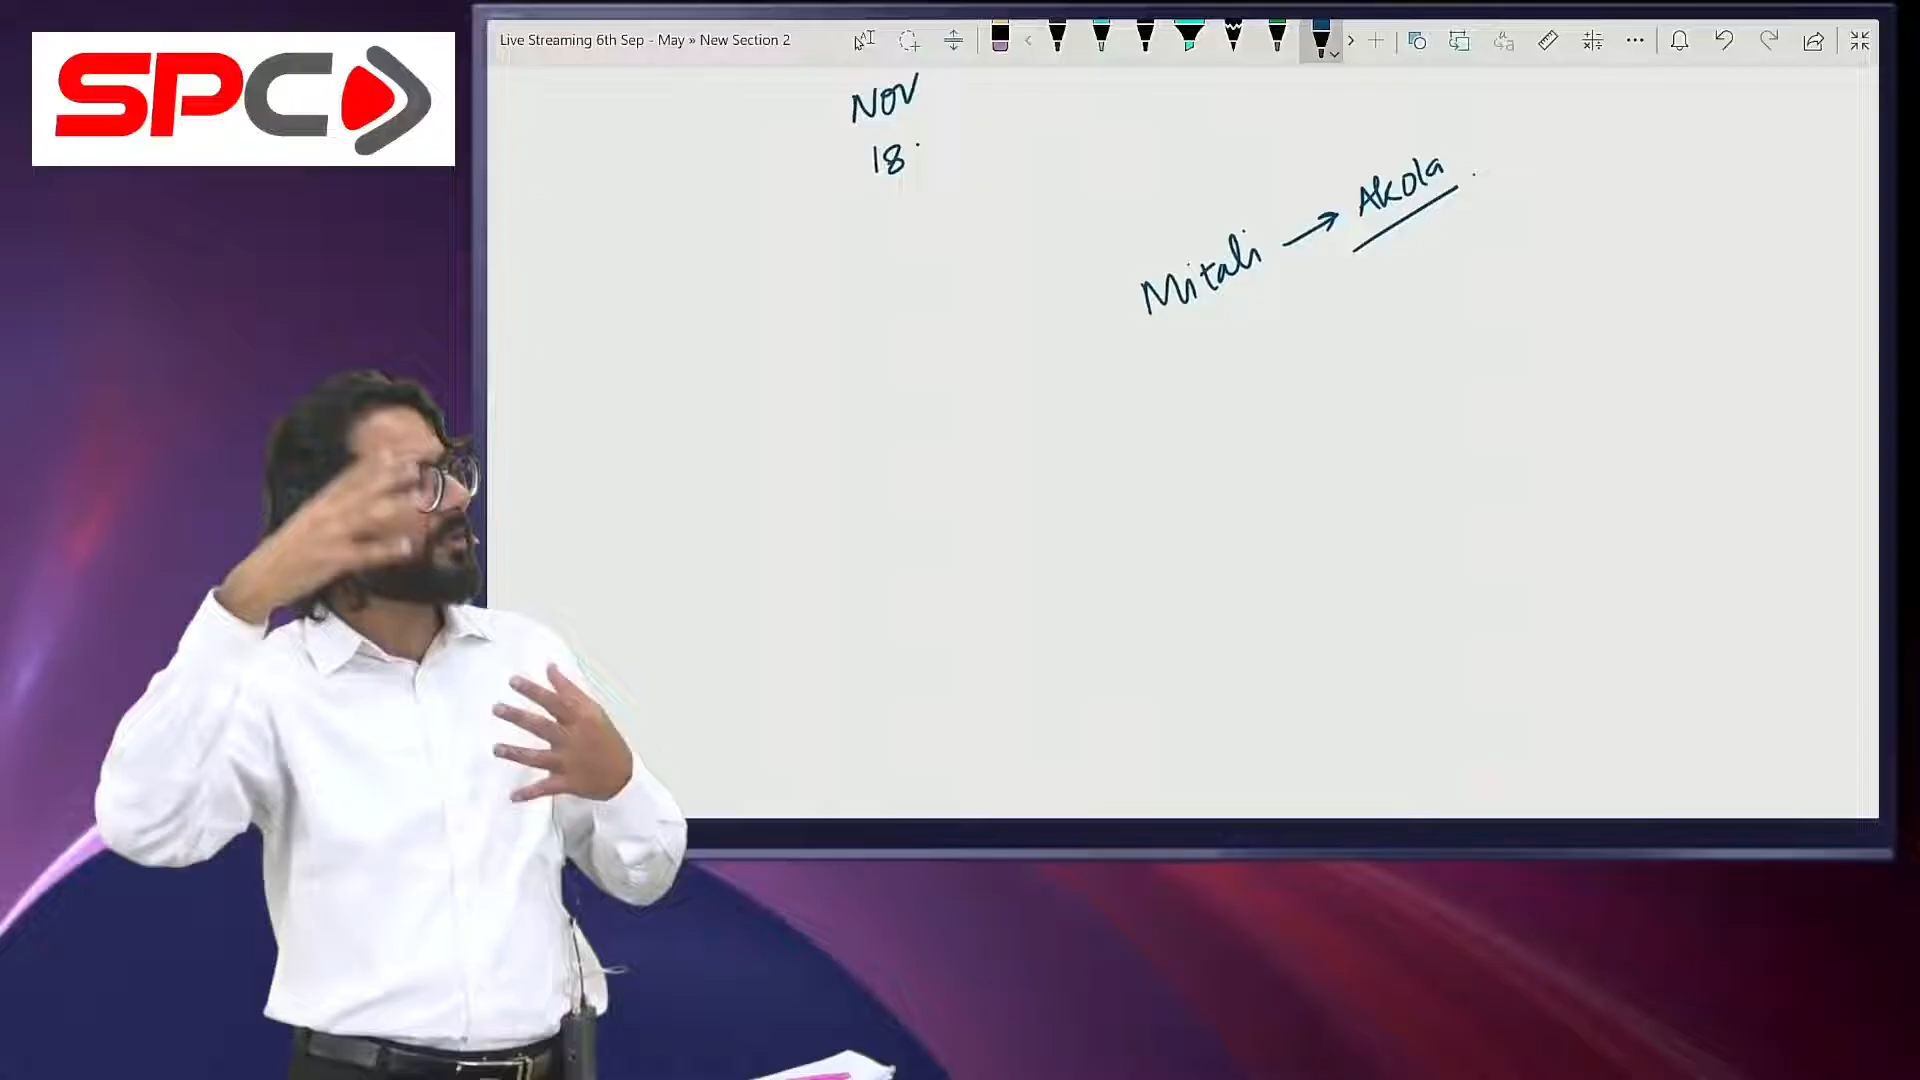 SPC
Live Streaming 6th Sep - May » New Section 2
Nov
18
Mitali → Akola